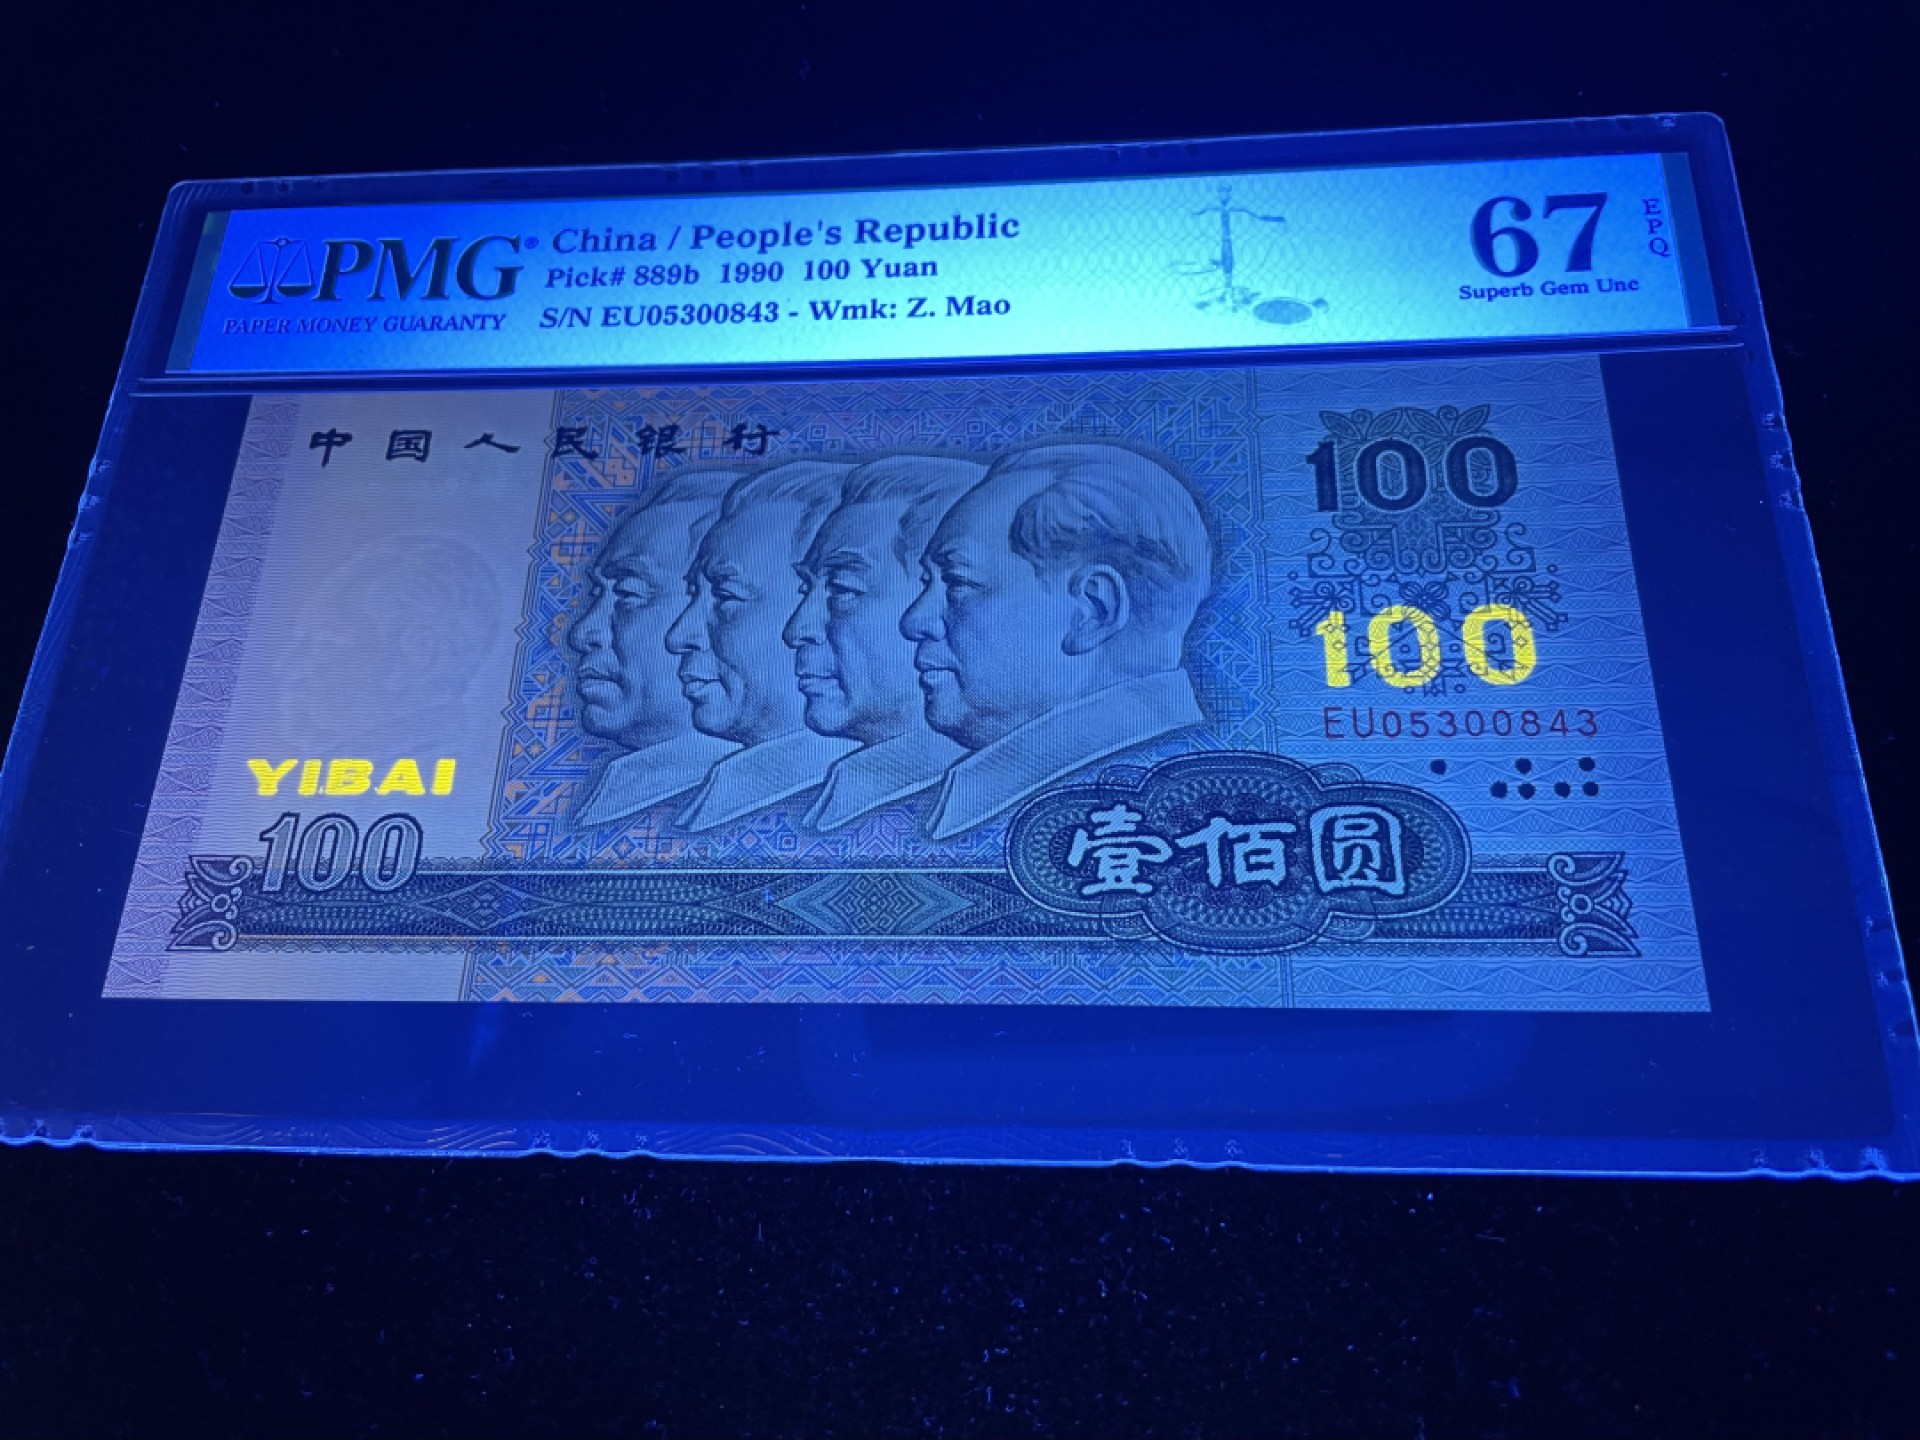 PMG®
PAPER MONEY GUARANTY
China / People's Republic
Pick# 889b 1990 100 Yuan
S/N EU05300843 - Wmk: Z. Mao
67
EPQ
Superb Gem Unc
中国人民银行
100
100
EU05300843
YIBAI
100
壹佰圆